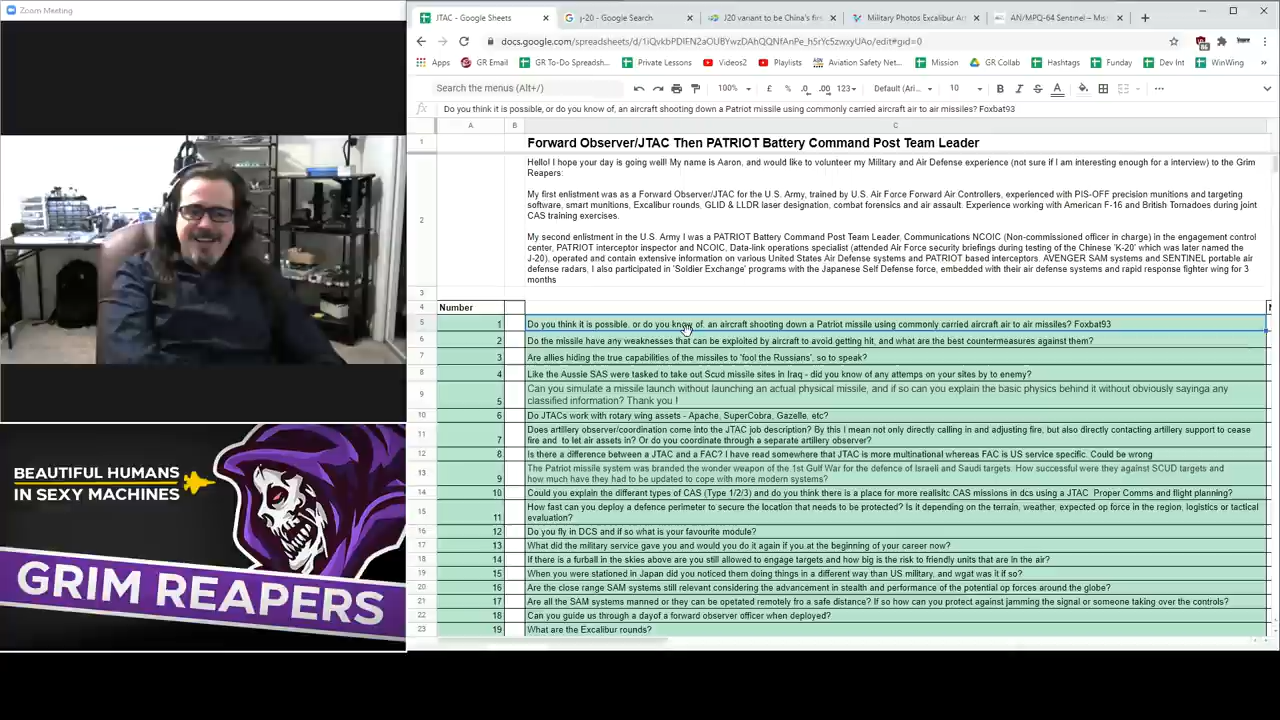 Zoom Meeting
JTAC - Google Sheets
j-20 - Google Search
J20 variant to be China's firs
Military Photos Excalibur Ar
AN/MPQ-64 Sentinel – Mis
docs.google.com/spreadsheets/d/
Apps
GR Email
GR To-Do Spreadsh...
Private Lessons
Videos2
Playlists
Aviation Safety Net...
Mission
GR Collab
Hashtags
Funday
Dev Int
WinWing
Search the menus (Alt+/)
100%
£
%
.0
.00
123
Default (Ari...
10
B
I
S
A
fx
Do you think it is possible, or do you know of, an aircraft shooting down a Patriot missile using commonly carried aircraft air to air missiles? Foxbat93
A
B
C
1
Forward Observer/JTAC Then PATRIOT Battery Command Post Team Leader
2
Hello! I hope your day is going well! My name is Aaron, and would like to volunteer my Military and Air Defense experience (not sure if I am interesting enough for a interview) to the Grim
Reapers:
My first enlistment was as a Forward Observer/JTAC for the U.S. Army, trained by U.S. Air Force Forward Air Controllers, experienced with PIS-OFF precision munitions and targeting
software, smart munitions, Excalibur rounds, GLID & LLDR laser designation, combat forensics and air assault. Experience working with American F-16 and British Tornadoes during joint
CAS training exercises.
My second enlistment in the U.S. Army I was a PATRIOT Battery Command Post Team Leader, Communications NCOIC (Non-commissioned officer in charge) in the engagement control
center, PATRIOT interceptor inspector and NCOIC, Data-link operations specialist (attended Air Force security briefings during testing of the Chinese 'K-20' which was later named the
J-20), operated and contain extensive information on various United States Air Defense systems and PATRIOT based interceptors. AVENGER SAM systems and SENTINEL portable air
defense radars, I also participated in 'Soldier Exchange' programs with the Japanese Self Defense force, embedded with their air defense systems and rapid response fighter wing for 3
months
3
4 Number
5 1 Do you think it is possible, or do you know of, an aircraft shooting down a Patriot missile using commonly carried aircraft air to air missiles? Foxbat93
6 2 Do the missile have any weaknesses that can be exploited by aircraft to avoid getting hit, and what are the best countermeasures against them?
7 3 Are allies hiding the true capabilities of the missiles to 'fool the Russians', so to speak?
8 4 Like the Aussie SAS were tasked to take out Scud missile sites in Iraq - did you know of any attemps on your sites by to enemy?
9 5 Can you simulate a missile launch without launching an actual physical missile, and if so can you explain the basic physics behind it without obviously sayinga any
classified information? Thank you !
10 6 Do JTACs work with rotary wing assets - Apache, SuperCobra, Gazelle, etc?
11 7 Does artillery observer/coordination come into the JTAC job description? By this I mean not only directly calling in and adjusting fire, but also directly contacting artillery support to cease
fire and to let air assets in? Or do you coordinate through a separate artillery observer?
12 8 Is there a difference between a JTAC and a FAC? I have read somewhere that JTAC is more multinational whereas FAC is US service specific. Could be wrong
13 9 The Patriot missile system was branded the wonder weapon of the 1st Gulf War for the defence of Israeli and Saudi targets. How successful were they against SCUD targets and
how much have they had to be updated to cope with more modern systems?
14 10 Could you explain the differant types of CAS (Type 1/2/3) and do you think there is a place for more realisitc CAS missions in dcs using a JTAC Proper Comms and flight planning?
15 11 How fast can you deploy a defence perimeter to secure the location that needs to be protected? Is it depending on the terrain, weather, expected op force in the region, logistics or tactical
evaluation?
16 12 Do you fly in DCS and if so what is your favourite module?
17 13 What did the military service gave you and would you do it again if you at the beginning of your career now?
18 14 If there is a furball in the skies above are you still allowed to engage targets and how big is the risk to friendly units that are in the air?
19 15 When you were stationed in Japan did you noticed them doing things in a different way than US military, and wgat was it if so?
20 16 Are the close range SAM systems still relevant considering the advancement in stealth and performance of the potential op forces around the globe?
21 17 Are all the SAM systems manned or they can be opetated remotely fro a safe distance? If so how can you protect against jamming the signal or someone taking over the controls?
22 18 Can you guide us through a dayof a forward observer officer when deployed?
23 19 What are the Excalibur rounds?
BEAUTIFUL HUMANS
IN SEXY MACHINES
GRIM REAPERS